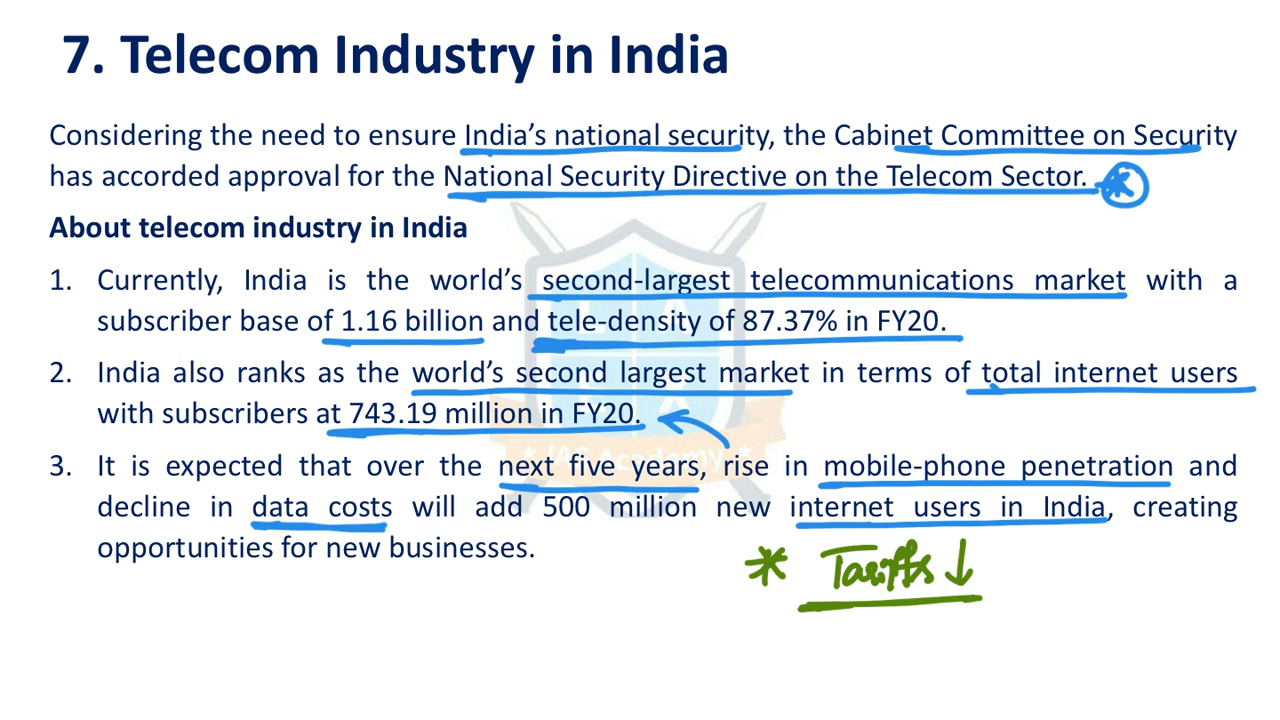 7. Telecom Industry in India
Considering the need to ensure India's national security, the Cabinet Committee on Security
has accorded approval for the National Security Directive on the Telecom Sector.
About telecom industry in India
1. Currently, India is the world's second-largest telecommunications market with a
subscriber base of 1.16 billion and tele-density of 87.37% in FY20.
2. India also ranks as the world's second largest market in terms of total internet users
with subscribers at 743.19 million in FY20.
IAS Academy
3. It is expected that over the next five years, rise in mobile-phone penetration and
decline in data costs will add 500 million new internet users in India, creating
opportunities for new businesses.
* Tariffs ↓